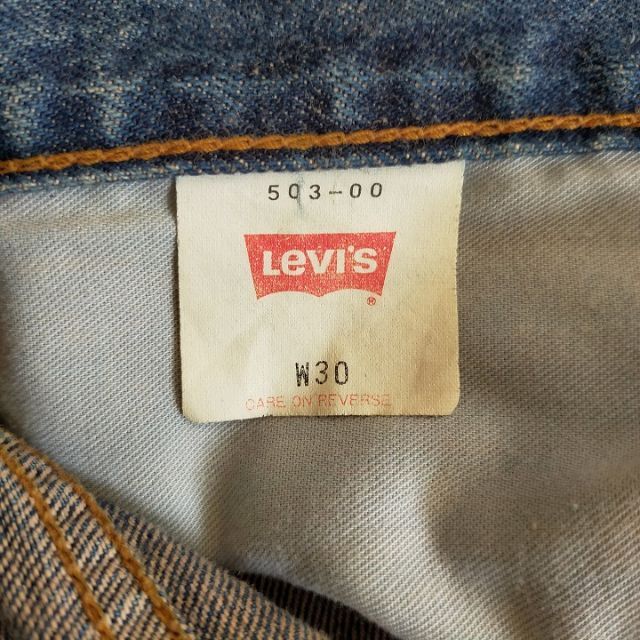 503-00
Levi's
®
W30
CARE ON REVERSE